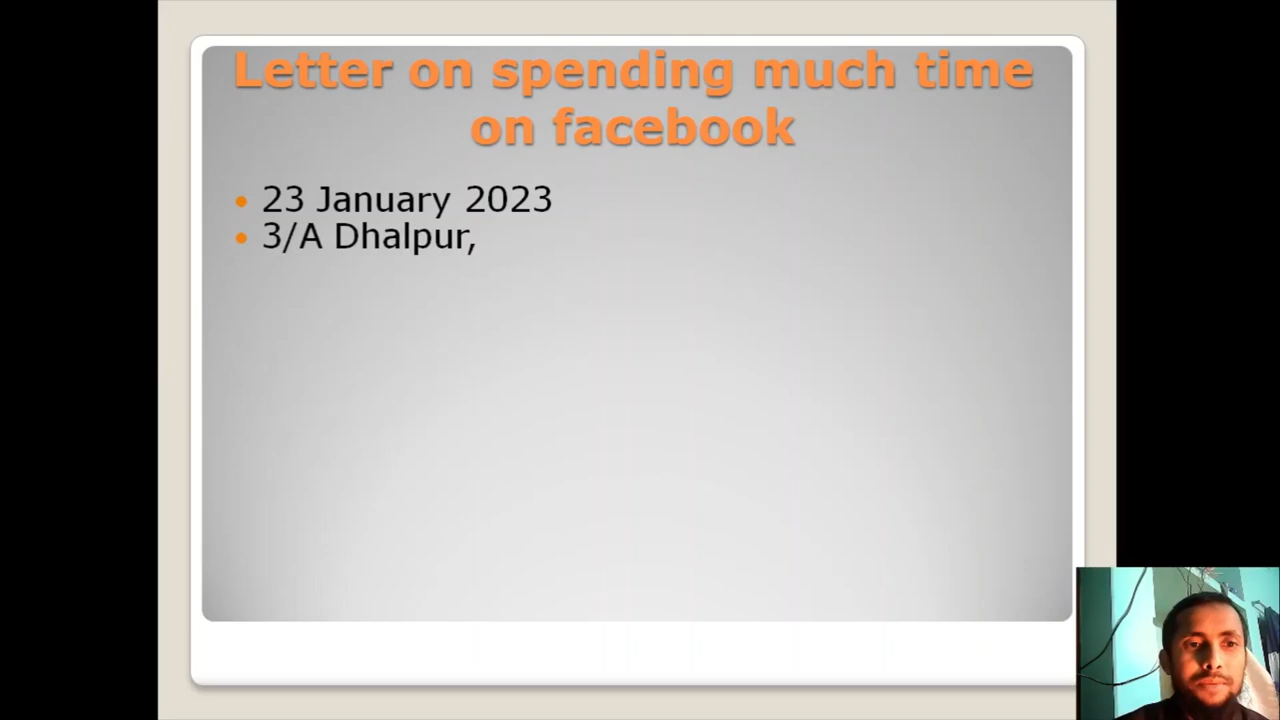 Letter on spending much time
on facebook
23 January 2023
3/A Dhalpur,